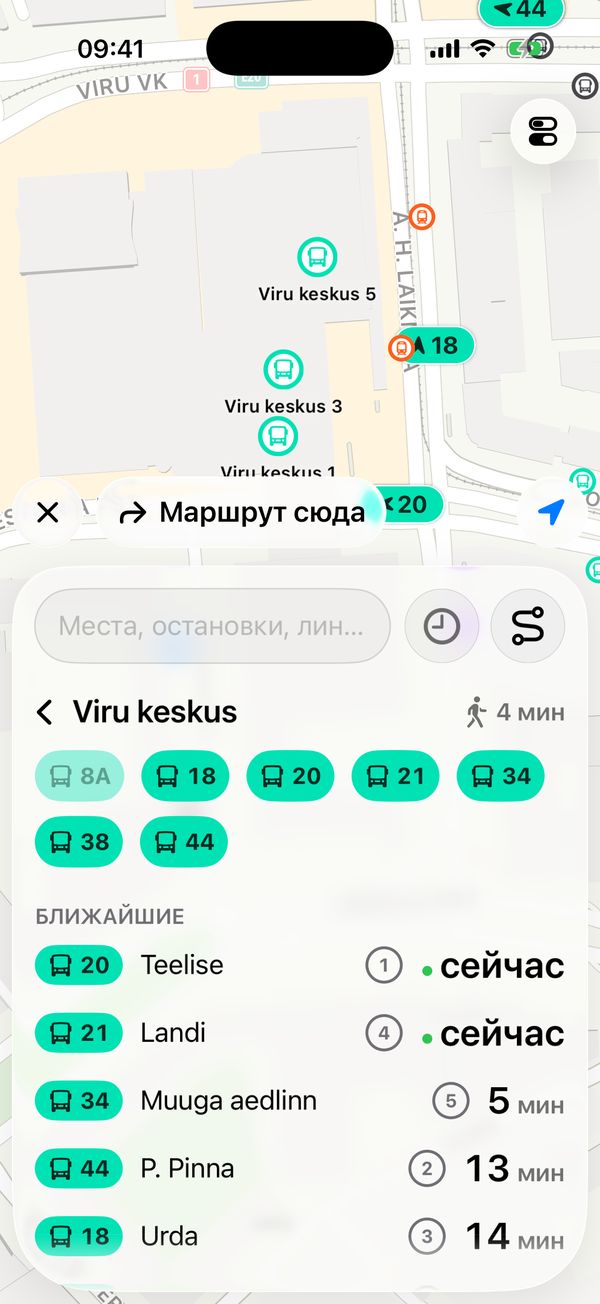 44
09:41
VIRU VK
1
E20
Viru keskus 5
A. H. LAIK
18
Viru keskus 3
Viru keskus 1
20
Маршрут сюда
Места, остановки, лин...
Viru keskus
4 мин
8A
18
20
21
34
38
44
БЛИЖАЙШИЕ
20 Teelise 1 сейчас
21 Landi 4 сейчас
34 Muuga aedlinn 5 5 мин
44 P. Pinna 2 13 мин
18 Urda 3 14 мин